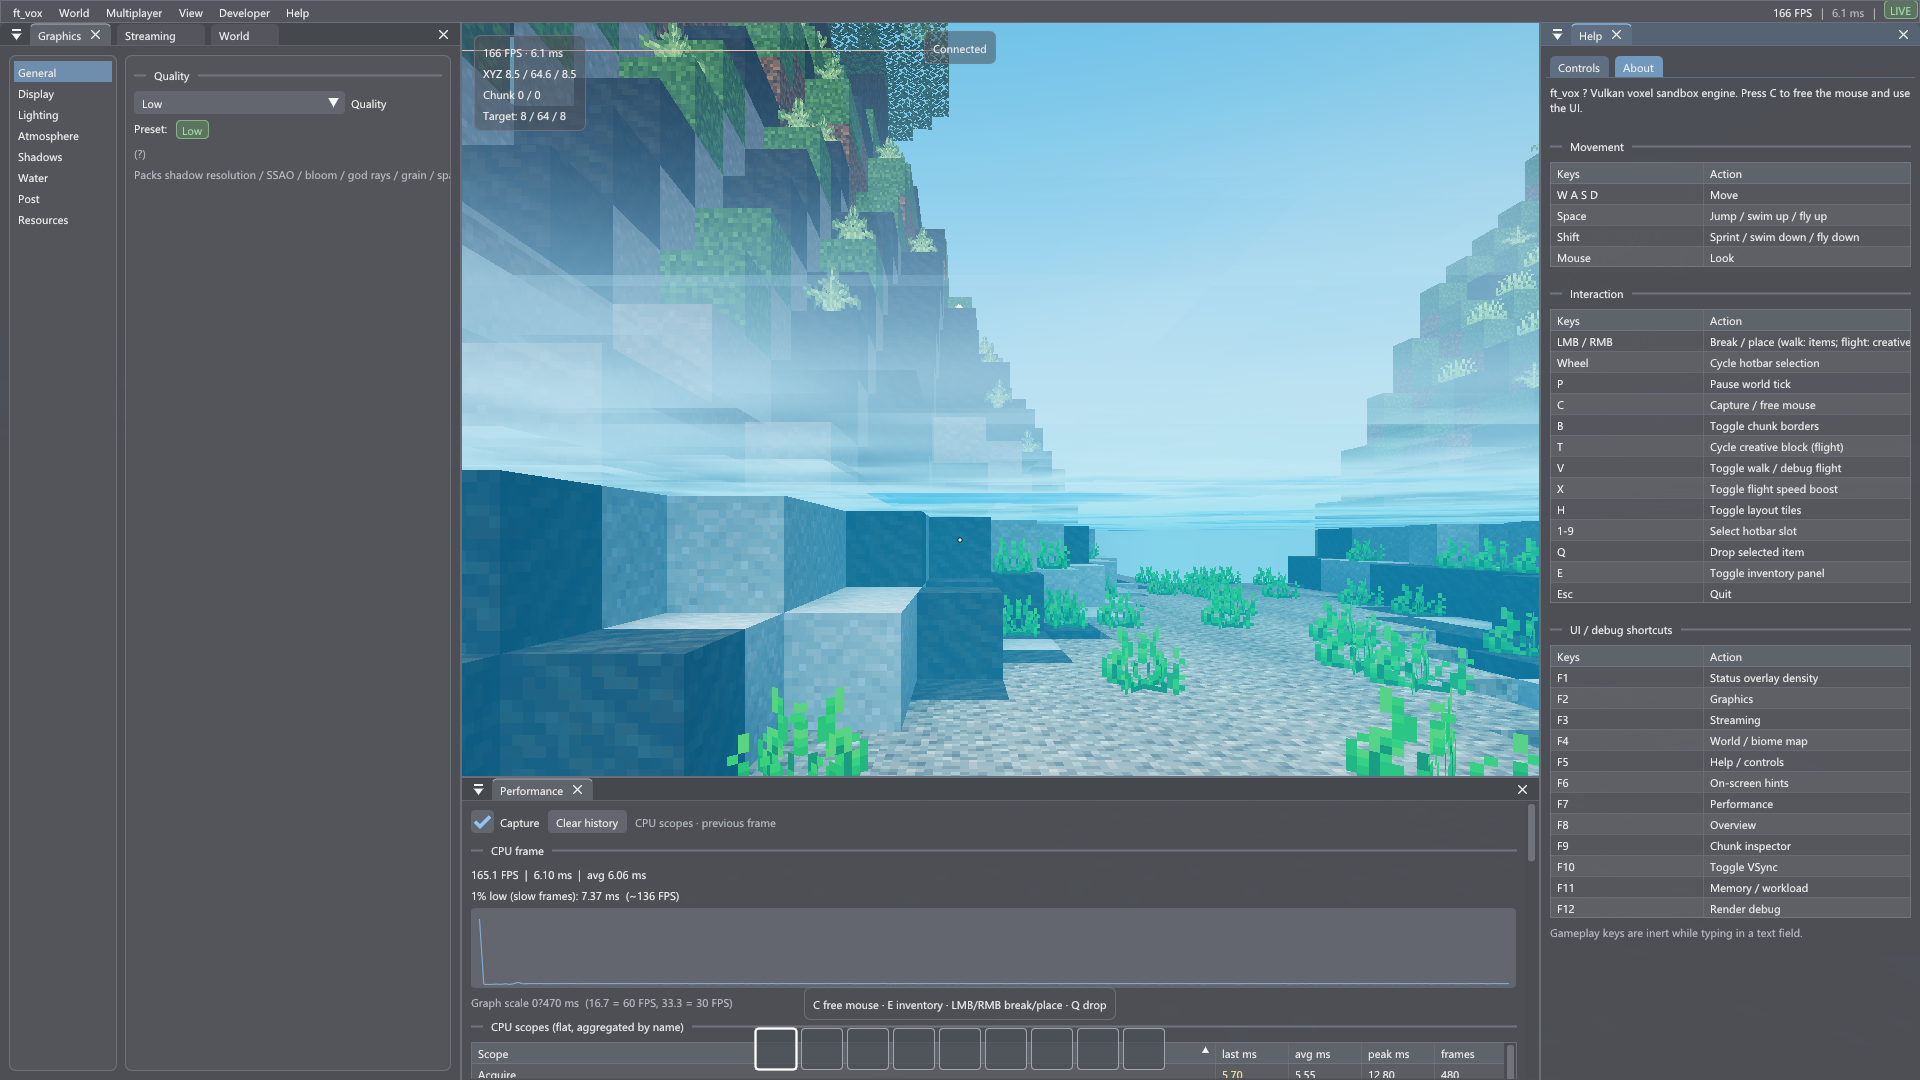 ft_vox World Multiplayer View Developer Help
166 FPS | 6.1 ms | LIVE
Graphics Streaming World
General
Display
Lighting
Atmosphere
Shadows
Water
Post
Resources
Quality
Low Quality
Preset: Low
(?)
Packs shadow resolution / SSAO / bloom / god rays / grain / sp
166 FPS · 6.1 ms
XYZ 8.5 / 64.6 / 8.5
Chunk 0 / 0
Target: 8 / 64 / 8
Connected
Performance
Capture Clear history CPU scopes · previous frame
CPU frame
165.1 FPS | 6.10 ms | avg 6.06 ms
1% low (slow frames): 7.37 ms (~136 FPS)
Graph scale 0?470 ms (16.7 = 60 FPS, 33.3 = 30 FPS)
C free mouse · E inventory · LMB/RMB break/place · Q drop
CPU scopes (flat, aggregated by name)
Scope last ms avg ms peak ms frames
Acquire 5.70 5.55 12.80 480
Help
Controls About
ft_vox ? Vulkan voxel sandbox engine. Press C to free the mouse and use
the UI.
Movement
Keys Action
W A S D Move
Space Jump / swim up / fly up
Shift Sprint / swim down / fly down
Mouse Look
Interaction
Keys Action
LMB / RMB Break / place (walk: items; flight: creative
Wheel Cycle hotbar selection
P Pause world tick
C Capture / free mouse
B Toggle chunk borders
T Cycle creative block (flight)
V Toggle walk / debug flight
X Toggle flight speed boost
H Toggle layout tiles
1-9 Select hotbar slot
Q Drop selected item
E Toggle inventory panel
Esc Quit
UI / debug shortcuts
Keys Action
F1 Status overlay density
F2 Graphics
F3 Streaming
F4 World / biome map
F5 Help / controls
F6 On-screen hints
F7 Performance
F8 Overview
F9 Chunk inspector
F10 Toggle VSync
F11 Memory / workload
F12 Render debug
Gameplay keys are inert while typing in a text field.